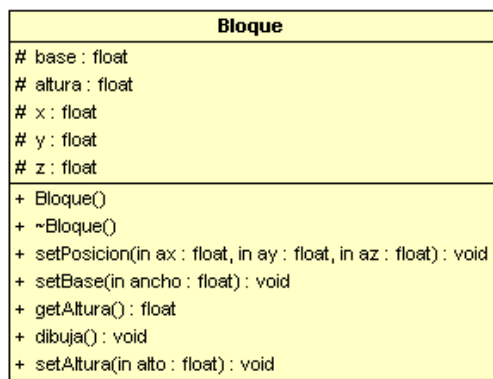 Bloque
# base : float
# altura : float
# x : float
# y : float
# z : float
+ Bloque()
+ ~Bloque()
+ setPosicion(in ax : float, in ay : float, in az : float) : void
+ setBase(in ancho : float) : void
+ getAltura() : float
+ dibuja() : void
+ setAltura(in alto : float) : void